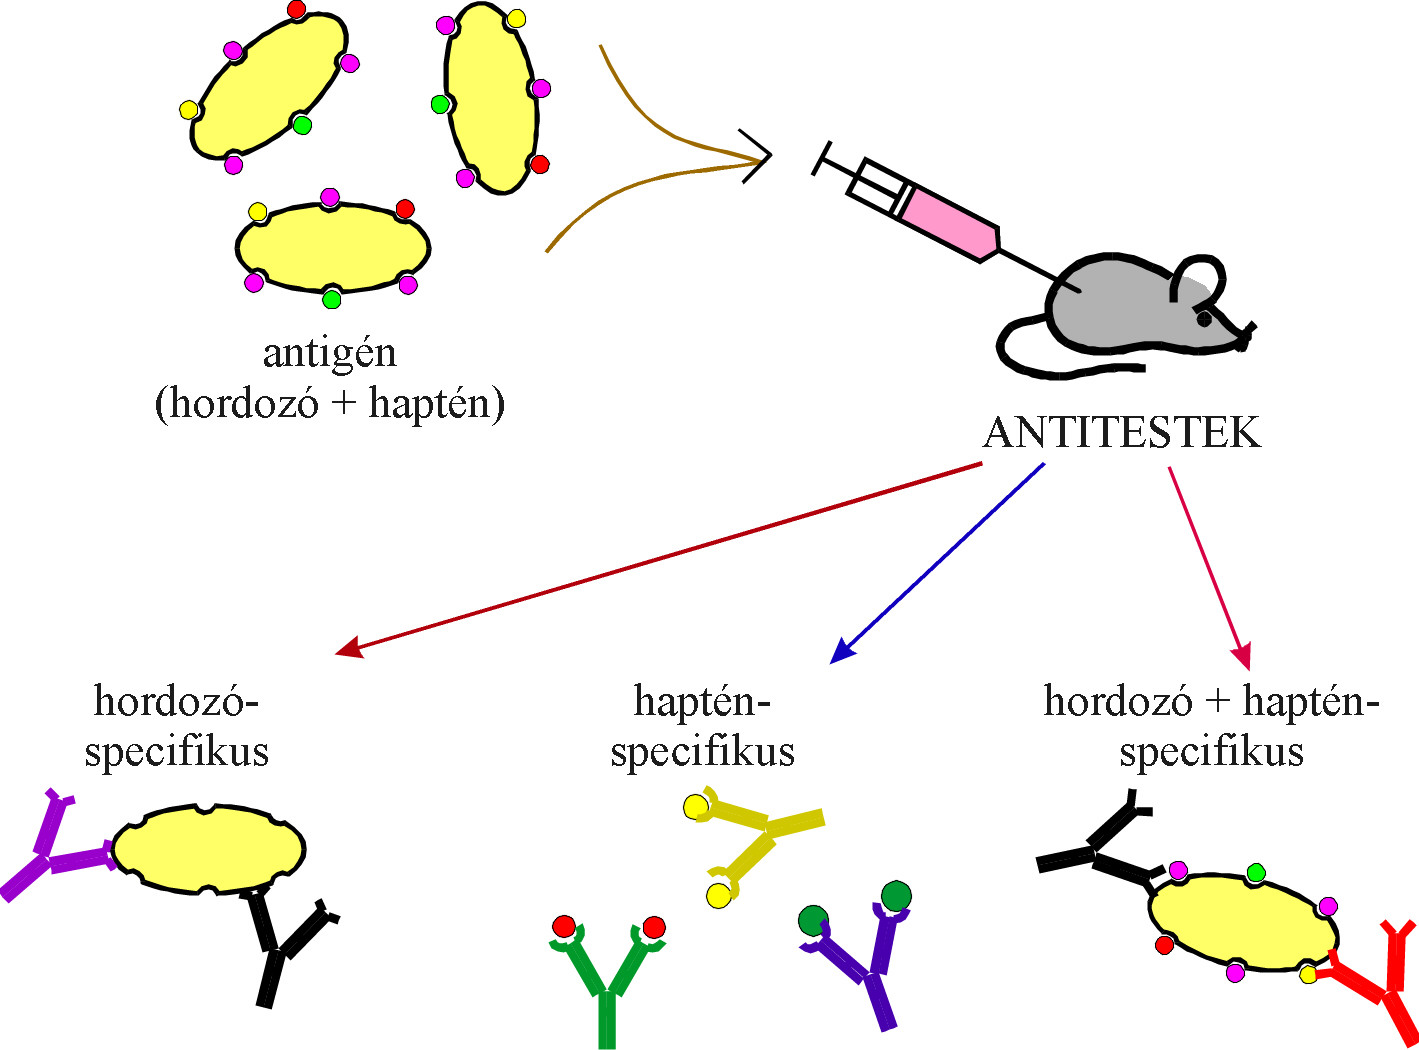 antigén
(hordozó + haptén)
ANTITESTEK
hordozó-
specifikus
haptén-
specifikus
hordozó + haptén-
specifikus